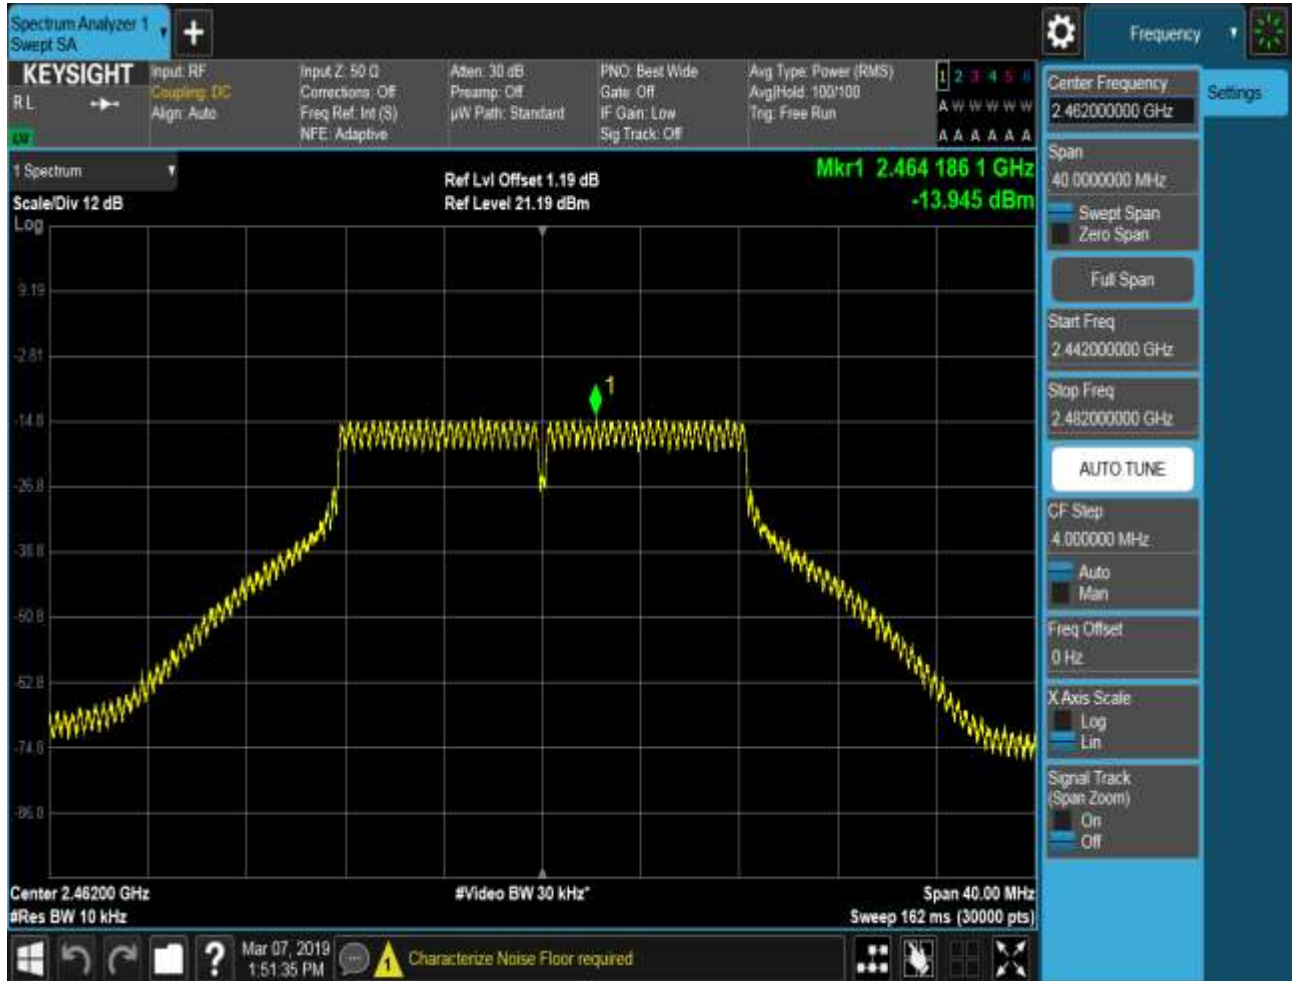 Spectrum Analyzer 1
Swept SA
Frequency
KEYSIGHT
RL
Input: RF
Coupling: DC
Align: Auto
Input Z: 50 Ω
Corrections: Off
Freq Ref: Int (S)
NFE: Adaptive
Atten: 30 dB
Preamp: Off
µW Path: Standard
PNO: Best Wide
Gate: Off
IF Gain: Low
Sig Track: Off
Avg Type: Power (RMS)
Avg|Hold: 100/100
Trig: Free Run
1 2 3 4 5 6
A W W W W W
A A A A A A
Center Frequency
2.462000000 GHz
Settings
Span
40.0000000 MHz
Swept Span
Zero Span
Full Span
Start Freq
2.442000000 GHz
Stop Freq
2.482000000 GHz
AUTO TUNE
CF Step
4.000000 MHz
Auto
Man
Freq Offset
0 Hz
X Axis Scale
Log
Lin
Signal Track
(Span Zoom)
On
Off
1 Spectrum
Scale/Div 12 dB
Ref Lvl Offset 1.19 dB
Ref Level 21.19 dBm
Mkr1 2.464 186 1 GHz
-13.945 dBm
Log
9.19
-2.81
-14.8
-26.8
-38.8
-50.8
-62.8
-74.8
-86.8
1
Center 2.46200 GHz
#Res BW 10 kHz
#Video BW 30 kHz*
Span 40.00 MHz
Sweep 162 ms (30000 pts)
?
Mar 07, 2019
1:51:35 PM
1
Characterize Noise Floor required